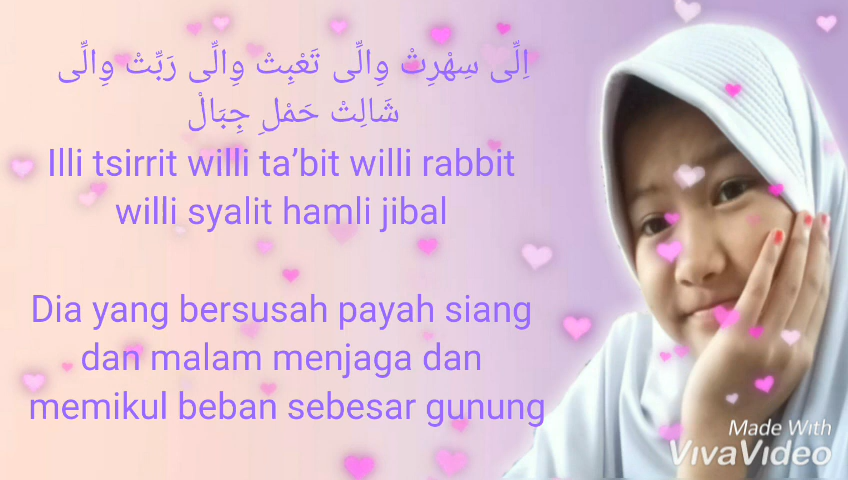 اِلِّى سِهْرِتْ وِالِّى تَعْبِتْ وِالِّى رَبِّتْ وِالِّى
شَالِتْ حَمْلِ جِبَالْ
Illi tsirrit willi ta’bit willi rabbit
willi syalit hamli jibal
Dia yang bersusah payah siang
dan malam menjaga dan
memikul beban sebesar gunung
Made With
VivaVideo